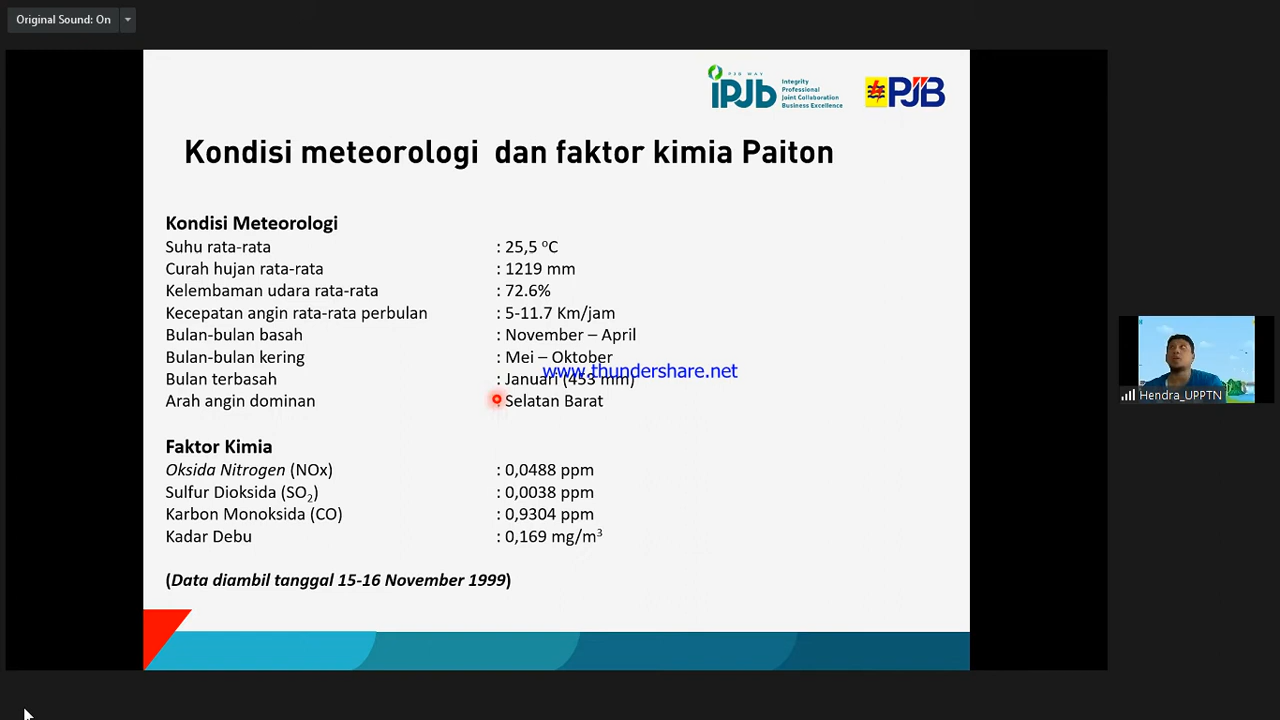 Original Sound: On
PJB WAY
iPJb
Integrity
Professional
Joint Collaboration
Business Excellence
PJB
Kondisi meteorologi dan faktor kimia Paiton
Kondisi Meteorologi
Suhu rata-rata : 25,5 °C
Curah hujan rata-rata : 1219 mm
Kelembaman udara rata-rata : 72.6%
Kecepatan angin rata-rata perbulan : 5-11.7 Km/jam
Bulan-bulan basah : November – April
Bulan-bulan kering : Mei – Oktober
www.thundershare.net
Bulan terbasah : Januari (453 mm)
Arah angin dominan : Selatan Barat
Hendra_UPPTN
Faktor Kimia
Oksida Nitrogen (NOx) : 0,0488 ppm
Sulfur Dioksida (SO₂) : 0,0038 ppm
Karbon Monoksida (CO) : 0,9304 ppm
Kadar Debu : 0,169 mg/m³
(Data diambil tanggal 15-16 November 1999)